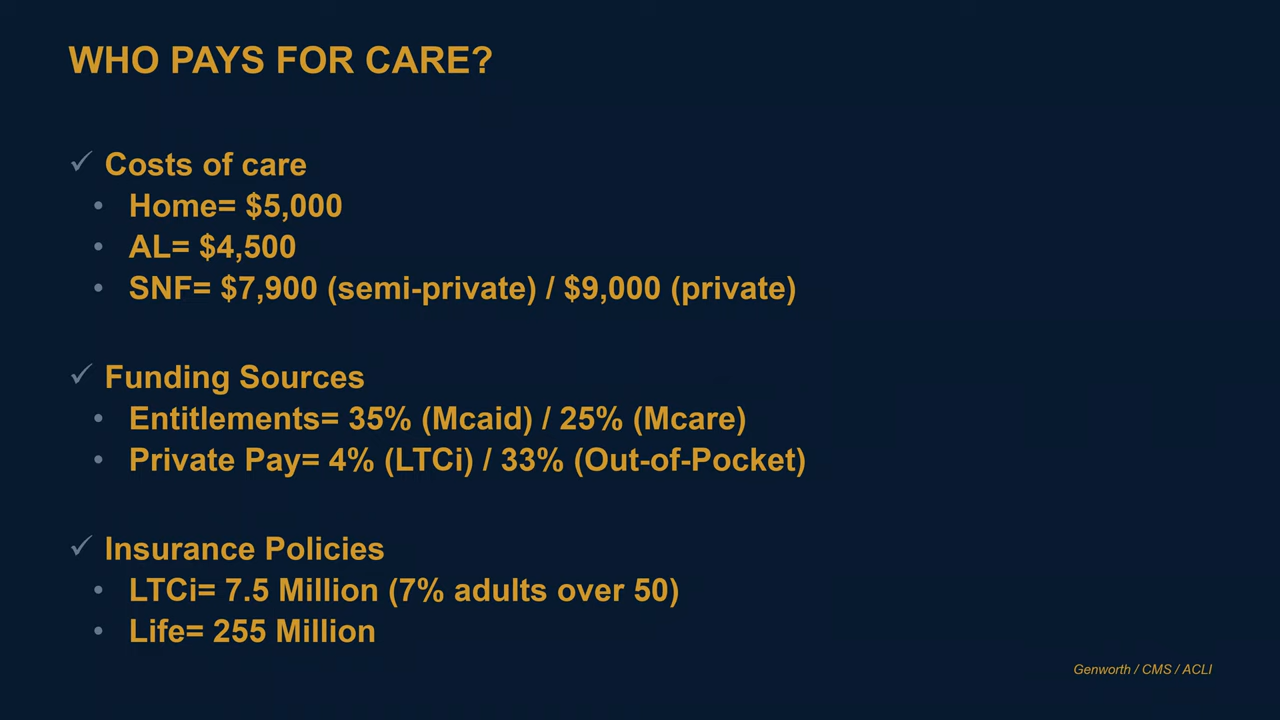 WHO PAYS FOR CARE?
✓ Costs of care
• Home= $5,000
• AL= $4,500
• SNF= $7,900 (semi-private) / $9,000 (private)
✓ Funding Sources
• Entitlements= 35% (Mcaid) / 25% (Mcare)
• Private Pay= 4% (LTCi) / 33% (Out-of-Pocket)
✓ Insurance Policies
• LTCi= 7.5 Million (7% adults over 50)
• Life= 255 Million
Genworth / CMS / ACLI